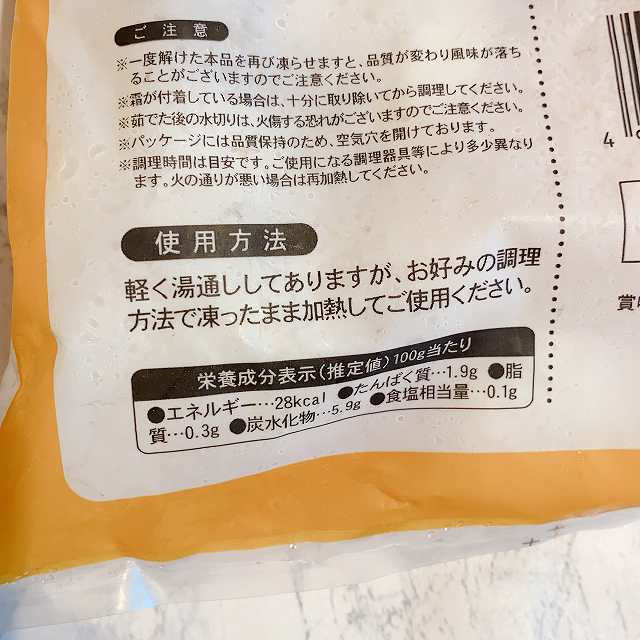 ご注意
※一度解けた本品を再び凍らせますと、品質が変わり風味が落ち
ることがございますのでご注意ください。
※霜が付着している場合は、十分に取り除いてから調理してください。
※茹でた後の水切りは、火傷する恐れがございますのでご注意ください。
※パッケージには品質保持のため、空気穴を開けております。
※調理時間は目安です。ご使用になる調理器具等により多少異なり
ます。火の通りが悪い場合は再加熱してください。
使用方法
軽く湯通ししてありますが、お好みの調理
方法で凍ったまま加熱してご使用ください。
栄養成分表示(推定値)100g当たり
●エネルギー…28kcal ●たんぱく質…1.9g ●脂
質…0.3g ●炭水化物…5.9g ●食塩相当量…0.1g
4
賞